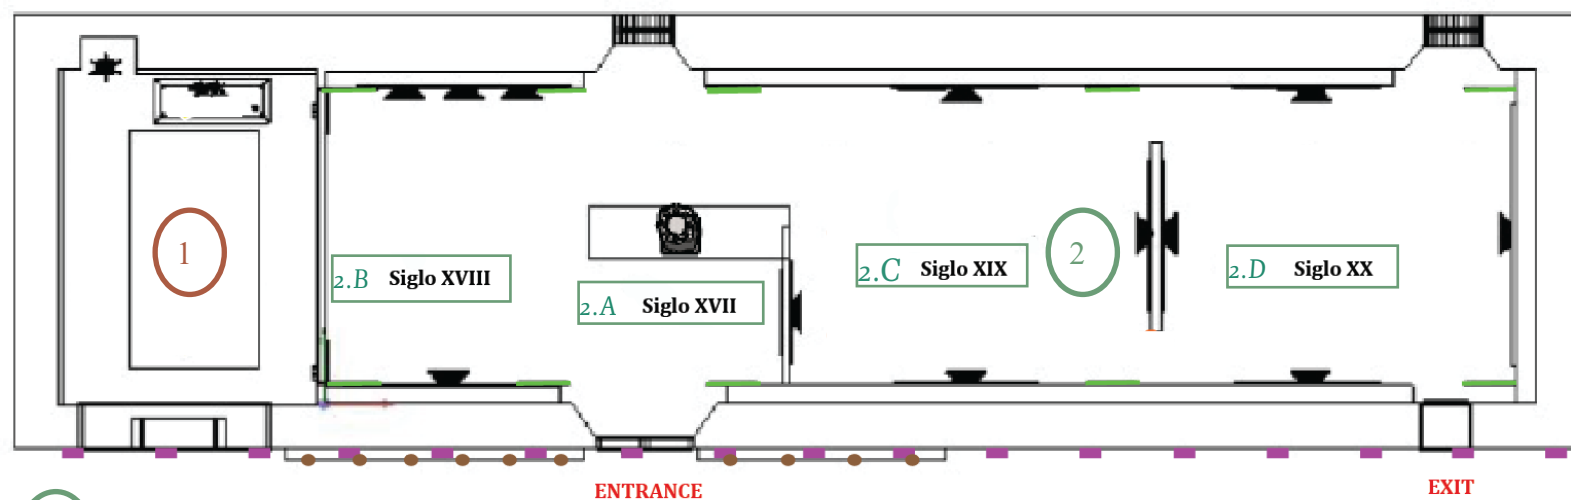 1
2.B Siglo XVIII
2.A Siglo XVII
2.C Siglo XIX
2
2.D Siglo XX
ENTRANCE
EXIT